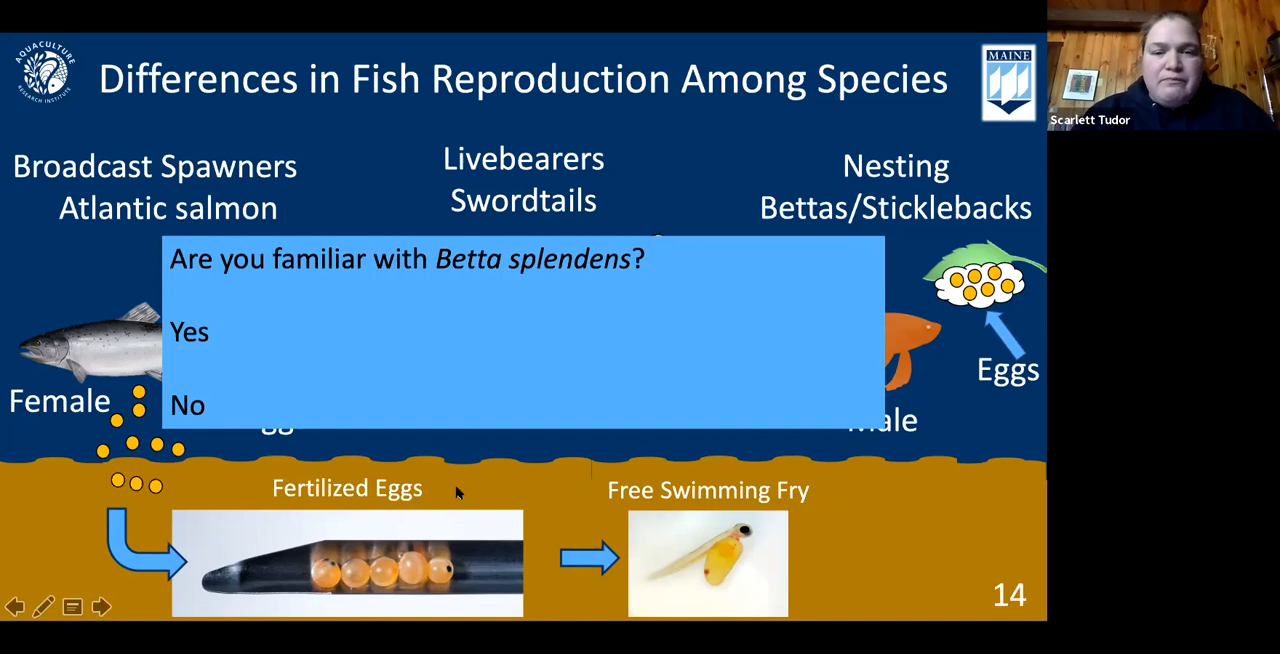 AQUACULTURE
RESEARCH INSTITUTE
Differences in Fish Reproduction Among Species
MAINE
Scarlett Tudor
Broadcast Spawners
Atlantic salmon
Livebearers
Swordtails
Nesting
Bettas/Sticklebacks
Are you familiar with Betta splendens?
Yes
No
Eggs
Female
Fertilized Eggs
Free Swimming Fry
14